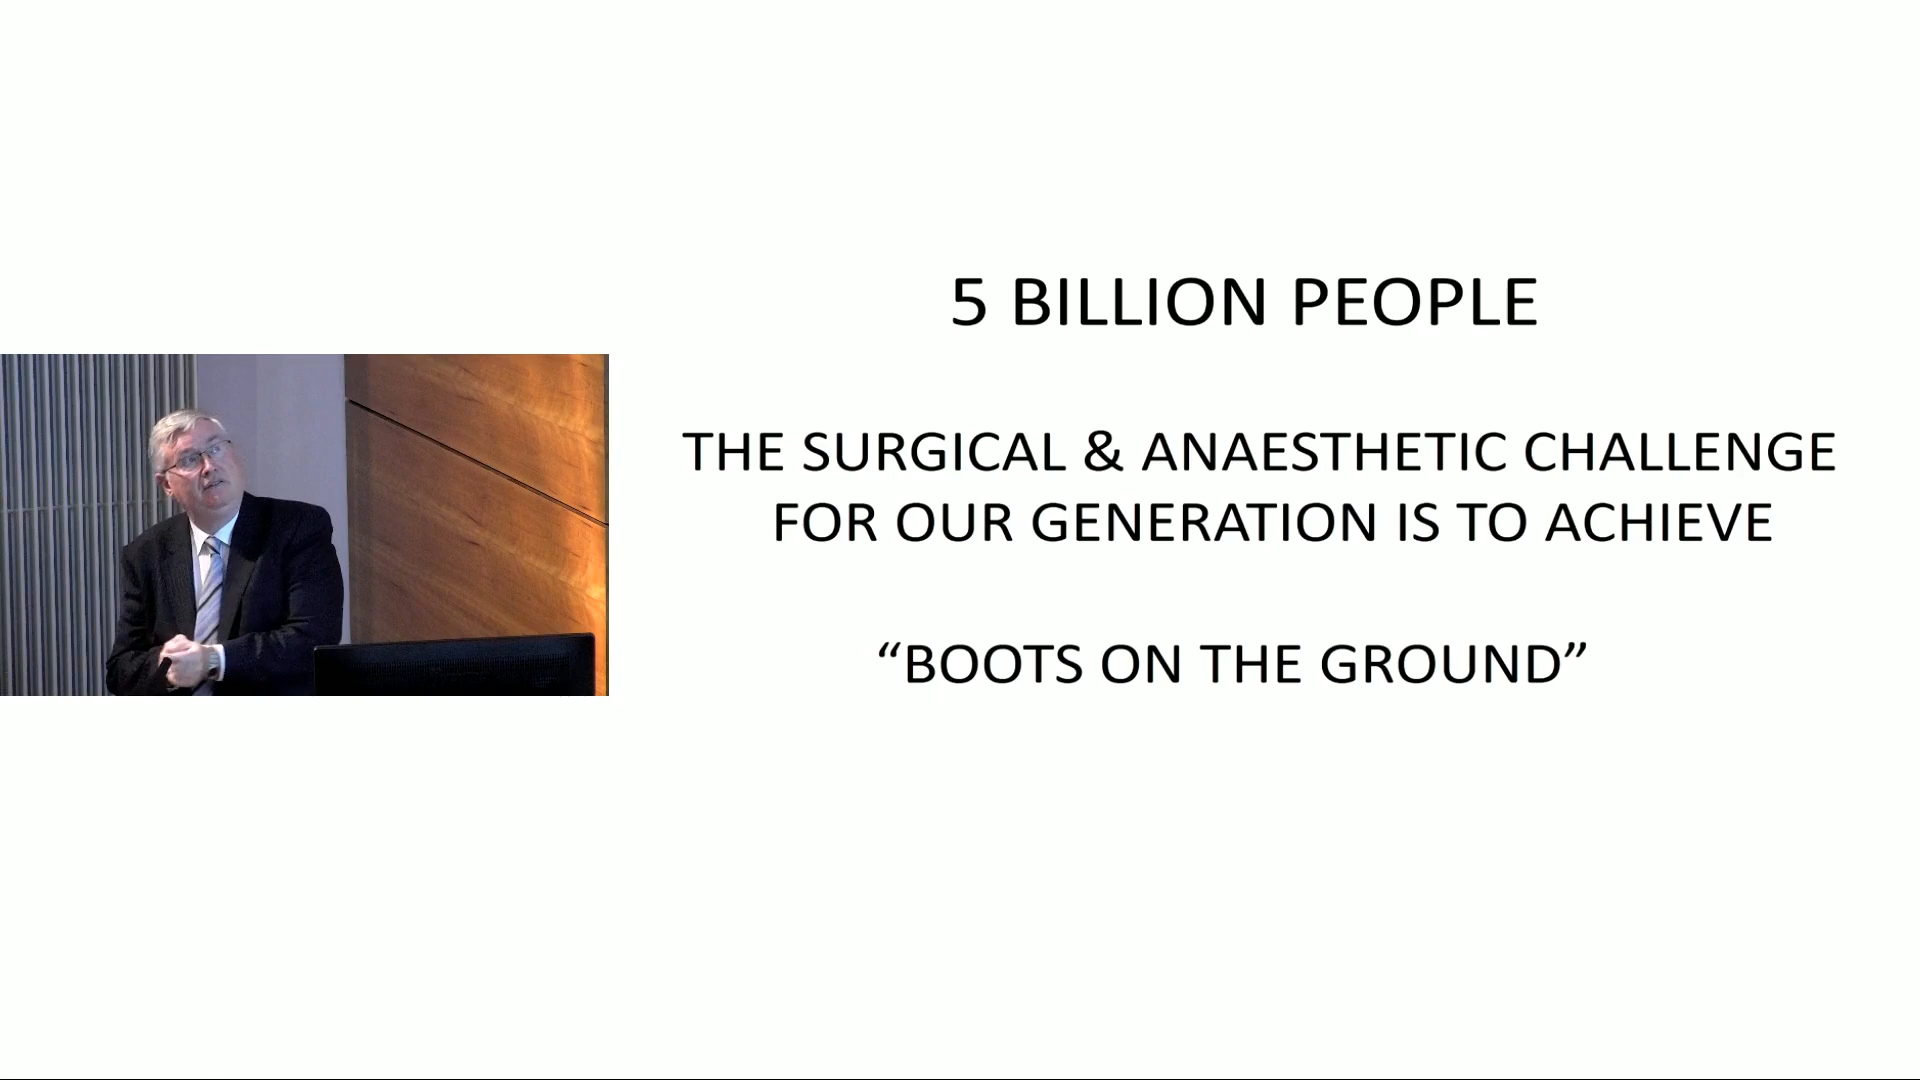 5 BILLION PEOPLE
THE SURGICAL & ANAESTHETIC CHALLENGE
FOR OUR GENERATION IS TO ACHIEVE
“BOOTS ON THE GROUND”